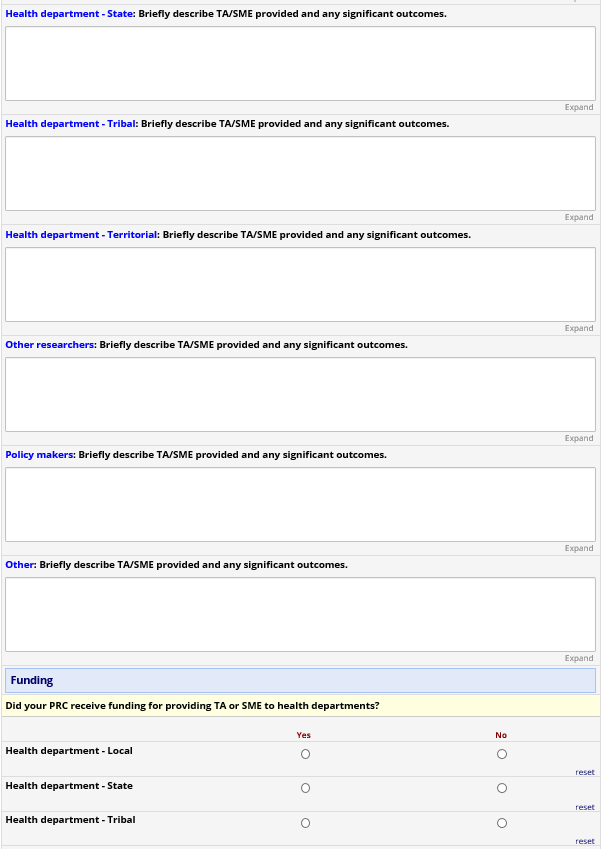 Health department - State: Briefly describe TA/SME provided and any significant outcomes.
Expand
Health department - Tribal: Briefly describe TA/SME provided and any significant outcomes.
Expand
Health department - Territorial: Briefly describe TA/SME provided and any significant outcomes.
Expand
Other researchers: Briefly describe TA/SME provided and any significant outcomes.
Expand
Policy makers: Briefly describe TA/SME provided and any significant outcomes.
Expand
Other: Briefly describe TA/SME provided and any significant outcomes.
Expand
Funding
Did your PRC receive funding for providing TA or SME to health departments?
Yes No
Health department - Local
reset
Health department - State
reset
Health department - Tribal
reset